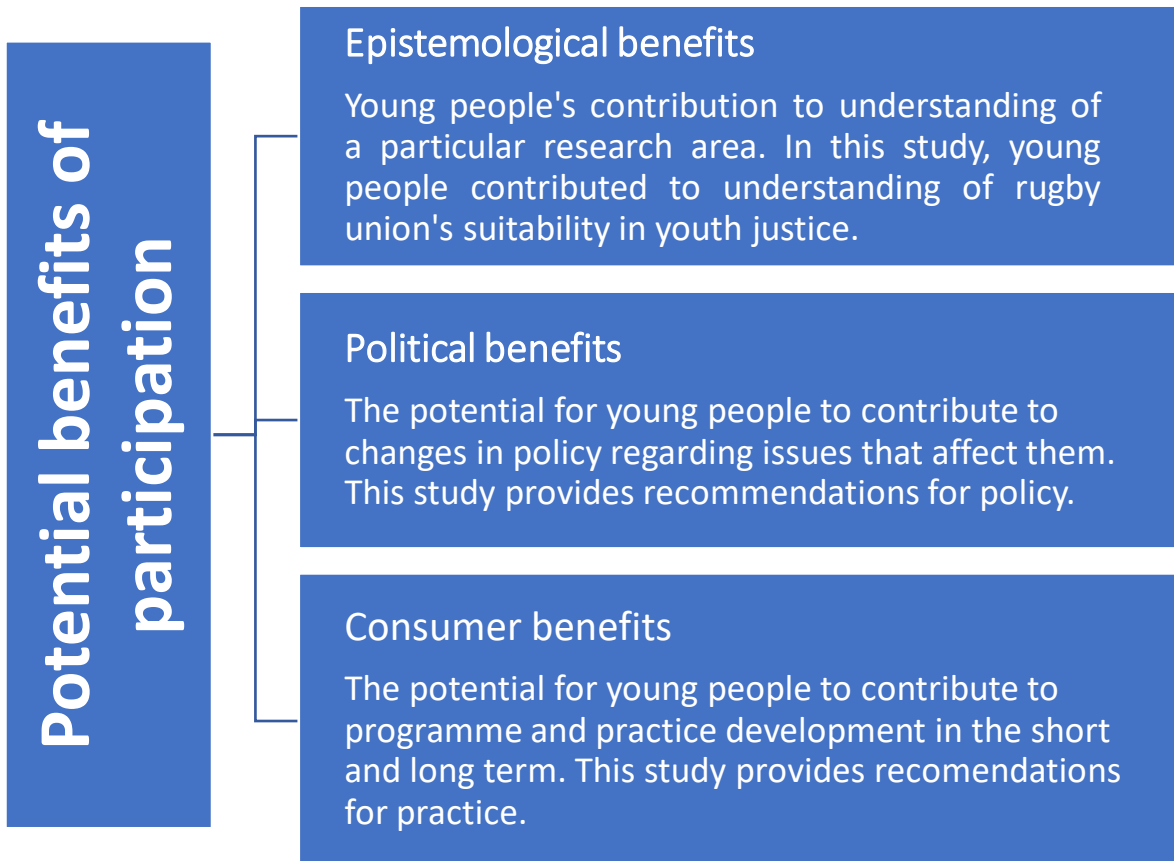 Potential benefits of
participation
Epistemological benefits
Young people's contribution to understanding of
a particular research area. In this study, young
people contributed to understanding of rugby
union's suitability in youth justice.
Political benefits
The potential for young people to contribute to
changes in policy regarding issues that affect them.
This study provides recommendations for policy.
Consumer benefits
The potential for young people to contribute to
programme and practice development in the short
and long term. This study provides recomendations
for practice.